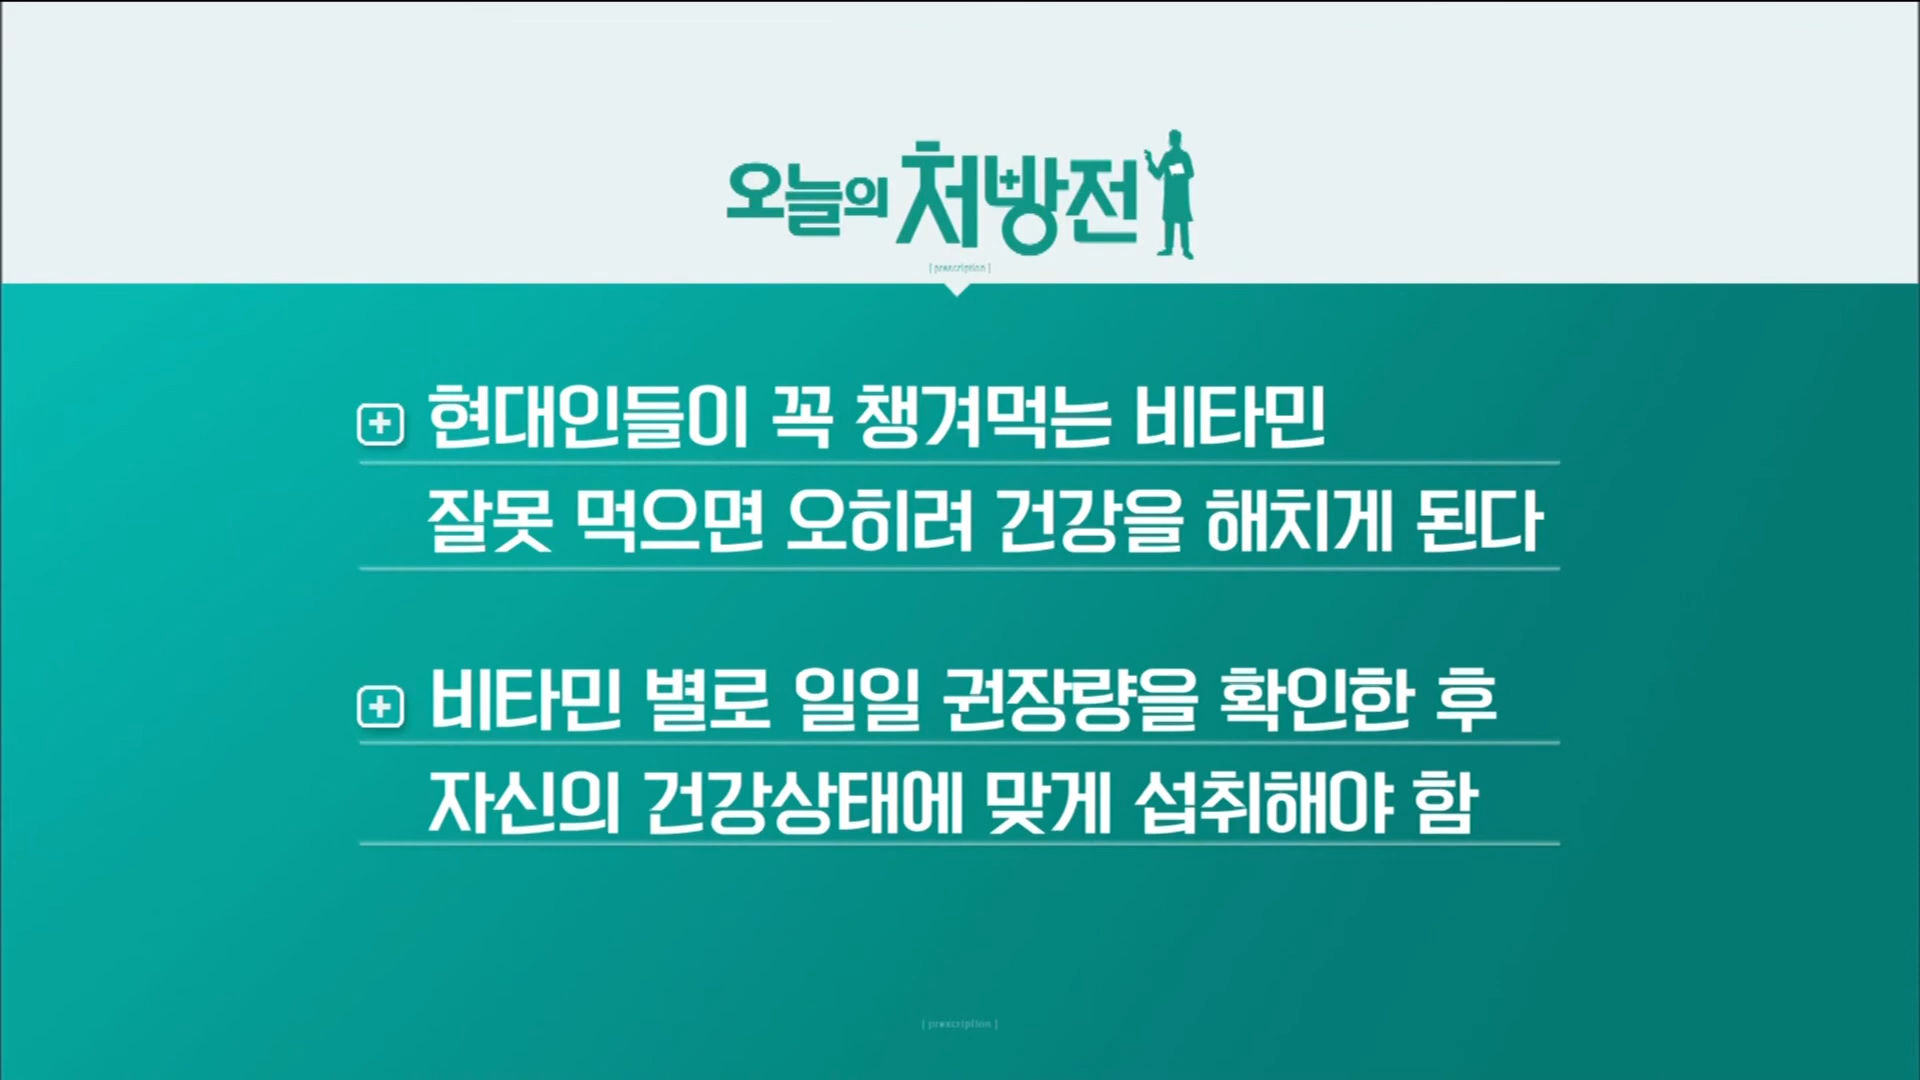 오늘의 처방전
[ prescription ]
현대인들이 꼭 챙겨먹는 비타민
잘못 먹으면 오히려 건강을 해치게 된다
비타민 별로 일일 권장량을 확인한 후
자신의 건강상태에 맞게 섭취해야 함
[ prescription ]